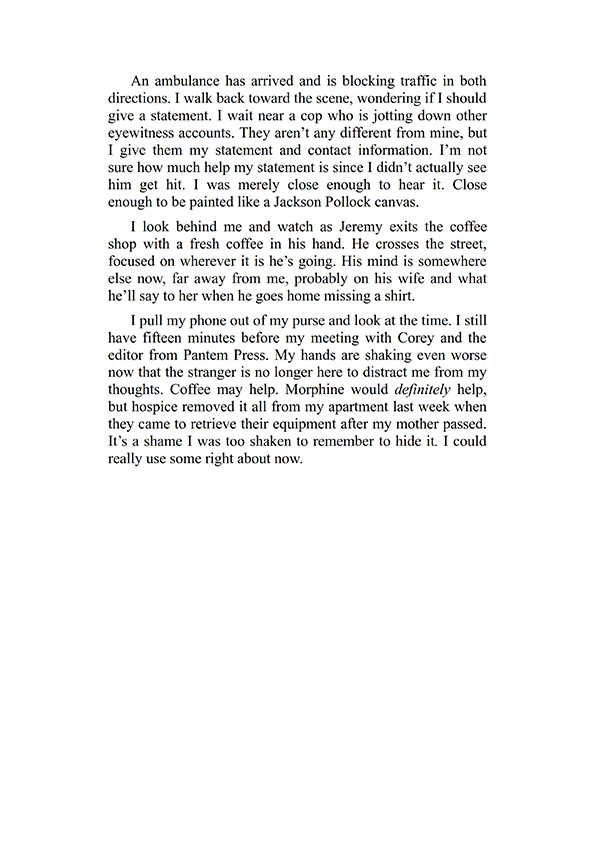 An ambulance has arrived and is blocking traffic in both
directions. I walk back toward the scene, wondering if I should
give a statement. I wait near a cop who is jotting down other
eyewitness accounts. They aren’t any different from mine, but
I give them my statement and contact information. I’m not
sure how much help my statement is since I didn’t actually see
him get hit. I was merely close enough to hear it. Close
enough to be painted like a Jackson Pollock canvas.
I look behind me and watch as Jeremy exits the coffee
shop with a fresh coffee in his hand. He crosses the street,
focused on wherever it is he’s going. His mind is somewhere
else now, far away from me, probably on his wife and what
he’ll say to her when he goes home missing a shirt.
I pull my phone out of my purse and look at the time. I still
have fifteen minutes before my meeting with Corey and the
editor from Pantem Press. My hands are shaking even worse
now that the stranger is no longer here to distract me from my
thoughts. Coffee may help. Morphine would definitely help,
but hospice removed it all from my apartment last week when
they came to retrieve their equipment after my mother passed.
It’s a shame I was too shaken to remember to hide it. I could
really use some right about now.